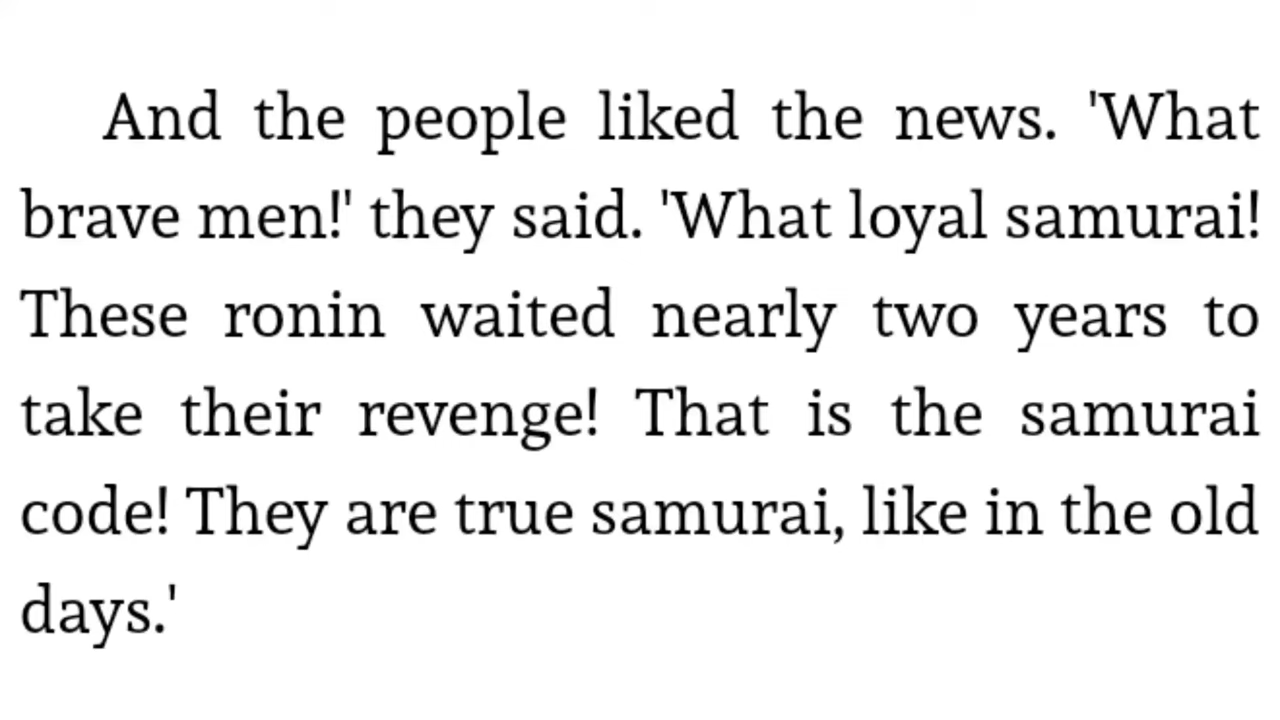 And the people liked the news. 'What
brave men!' they said. 'What loyal samurai!
These ronin waited nearly two years to
take their revenge! That is the samurai
code! They are true samurai, like in the old
days.'